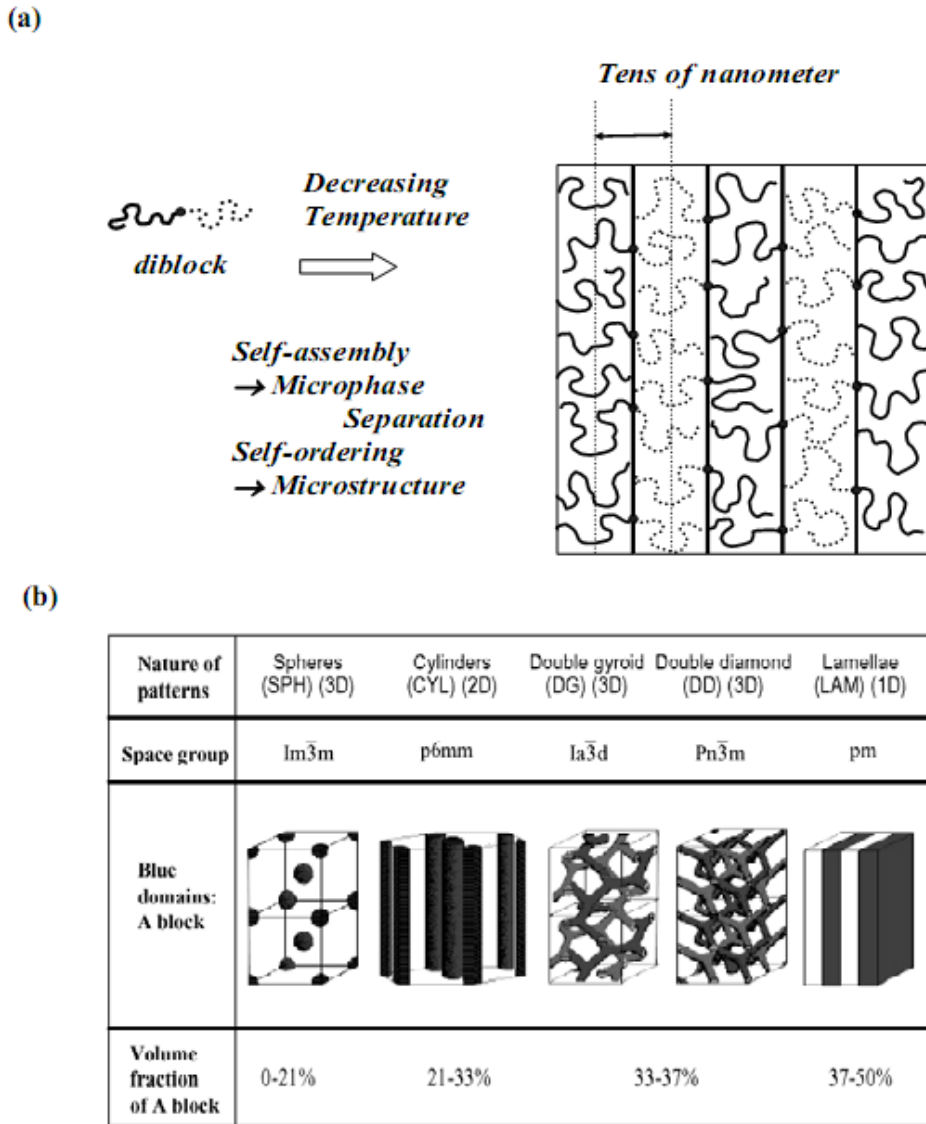 (a)
Tens of nanometer
Decreasing
Temperature
diblock
Self-assembly
→ Microphase
Separation
Self-ordering
→ Microstructure
(b)
Nature of
patterns
Spheres
(SPH) (3D)
Cylinders
(CYL) (2D)
Double gyroid
(DG) (3D)
Double diamond
(DD) (3D)
Lamellae
(LAM) (1D)
Space group
Im3̅m
p6mm
Ia3̅d
Pn3̅m
pm
Blue
domains:
A block
Volume
fraction
of A block
0-21%
21-33%
33-37%
37-50%